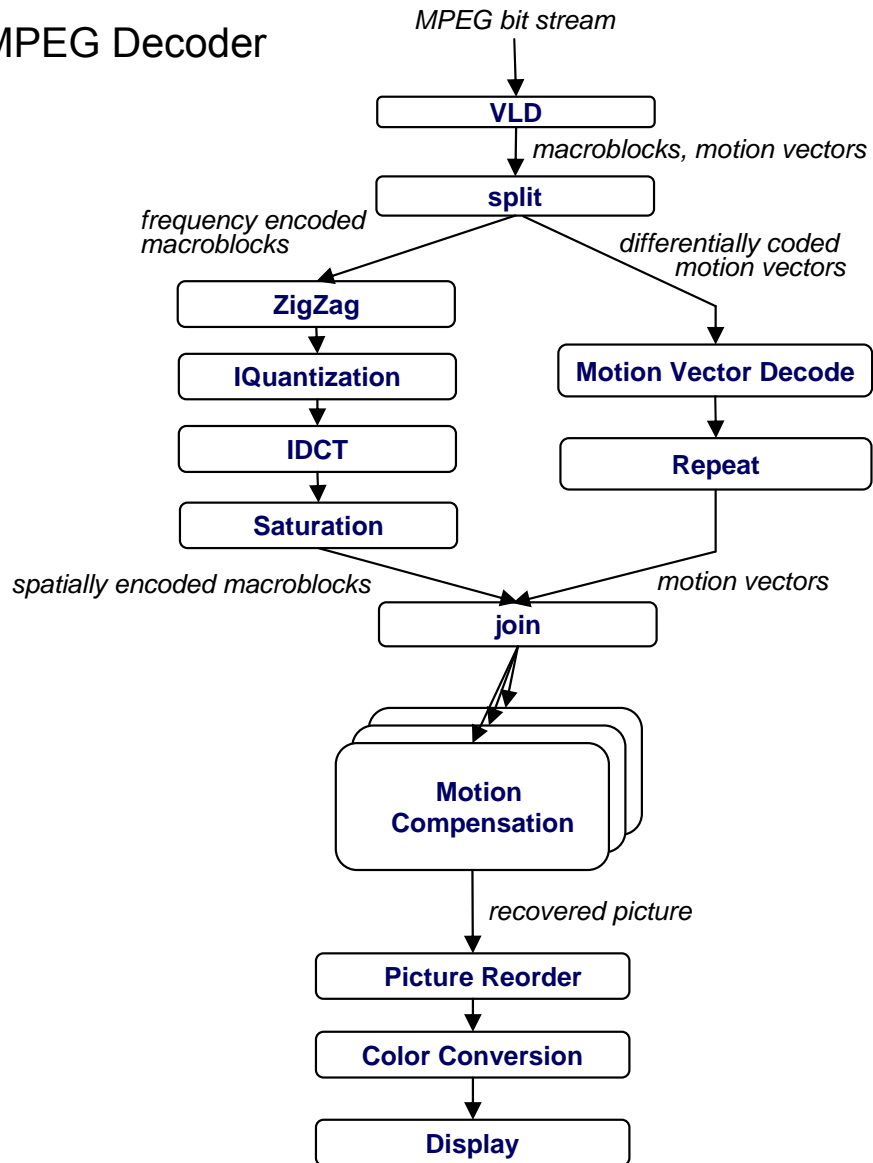 MPEG Decoder
MPEG bit stream
VLD
macroblocks, motion vectors
split
frequency encoded
macroblocks
differentially coded
motion vectors
ZigZag
IQuantization
IDCT
Saturation
Motion Vector Decode
Repeat
spatially encoded macroblocks
motion vectors
join
Motion
Compensation
recovered picture
Picture Reorder
Color Conversion
Display